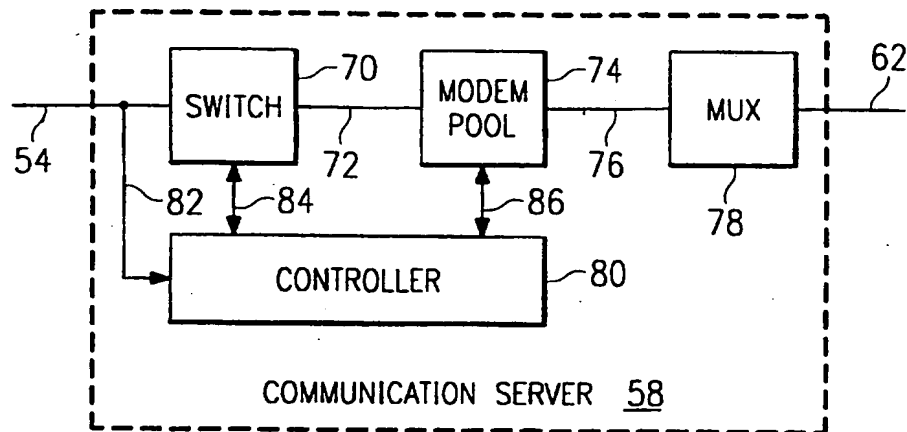 70
74
62
SWITCH
MODEM
POOL
MUX
54
82
84
72
86
76
78
CONTROLLER
80
COMMUNICATION SERVER 58